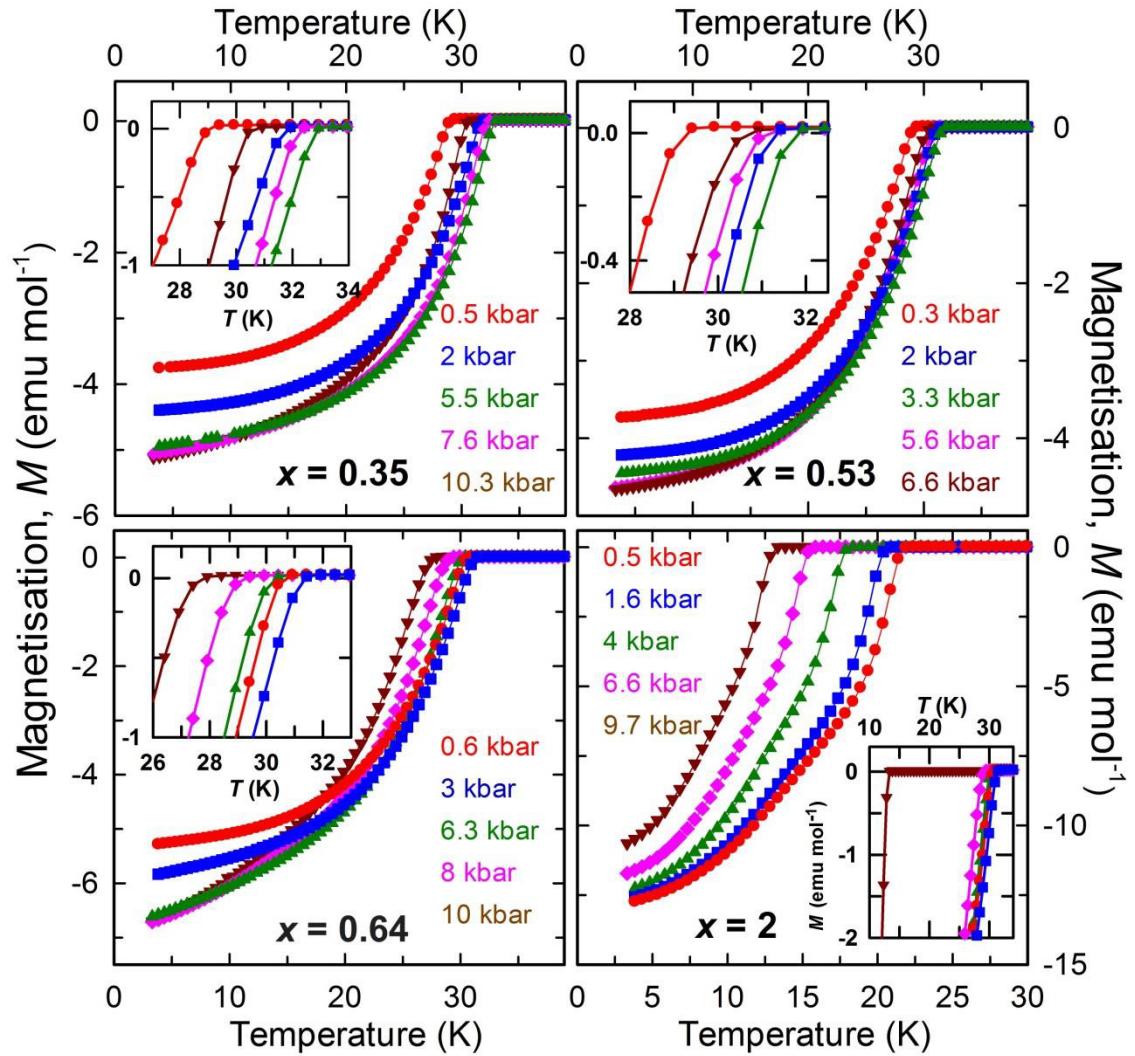 Temperature (K)
Temperature (K)
0 10 20 30
0 10 20 30
Magnetisation, M (emu mol⁻¹)
0
-2
-4
-6
0
-1
28 30 32 34
T (K)
0.5 kbar
2 kbar
5.5 kbar
7.6 kbar
10.3 kbar
x = 0.35
0.0
-0.4
28 30 32
T (K)
0.3 kbar
2 kbar
3.3 kbar
5.6 kbar
6.6 kbar
x = 0.53
0
-2
-4
Magnetisation, M (emu mol⁻¹)
0
-2
-4
-6
0
-1
26 28 30 32
T (K)
0.6 kbar
3 kbar
6.3 kbar
8 kbar
10 kbar
x = 0.64
0 10 20 30
Temperature (K)
0.5 kbar
1.6 kbar
4 kbar
6.6 kbar
9.7 kbar
x = 2
T (K)
10 20 30
M (emu mol⁻¹)
0
-1
-2
0
-5
-10
-15
0 5 10 15 20 25 30
Temperature (K)